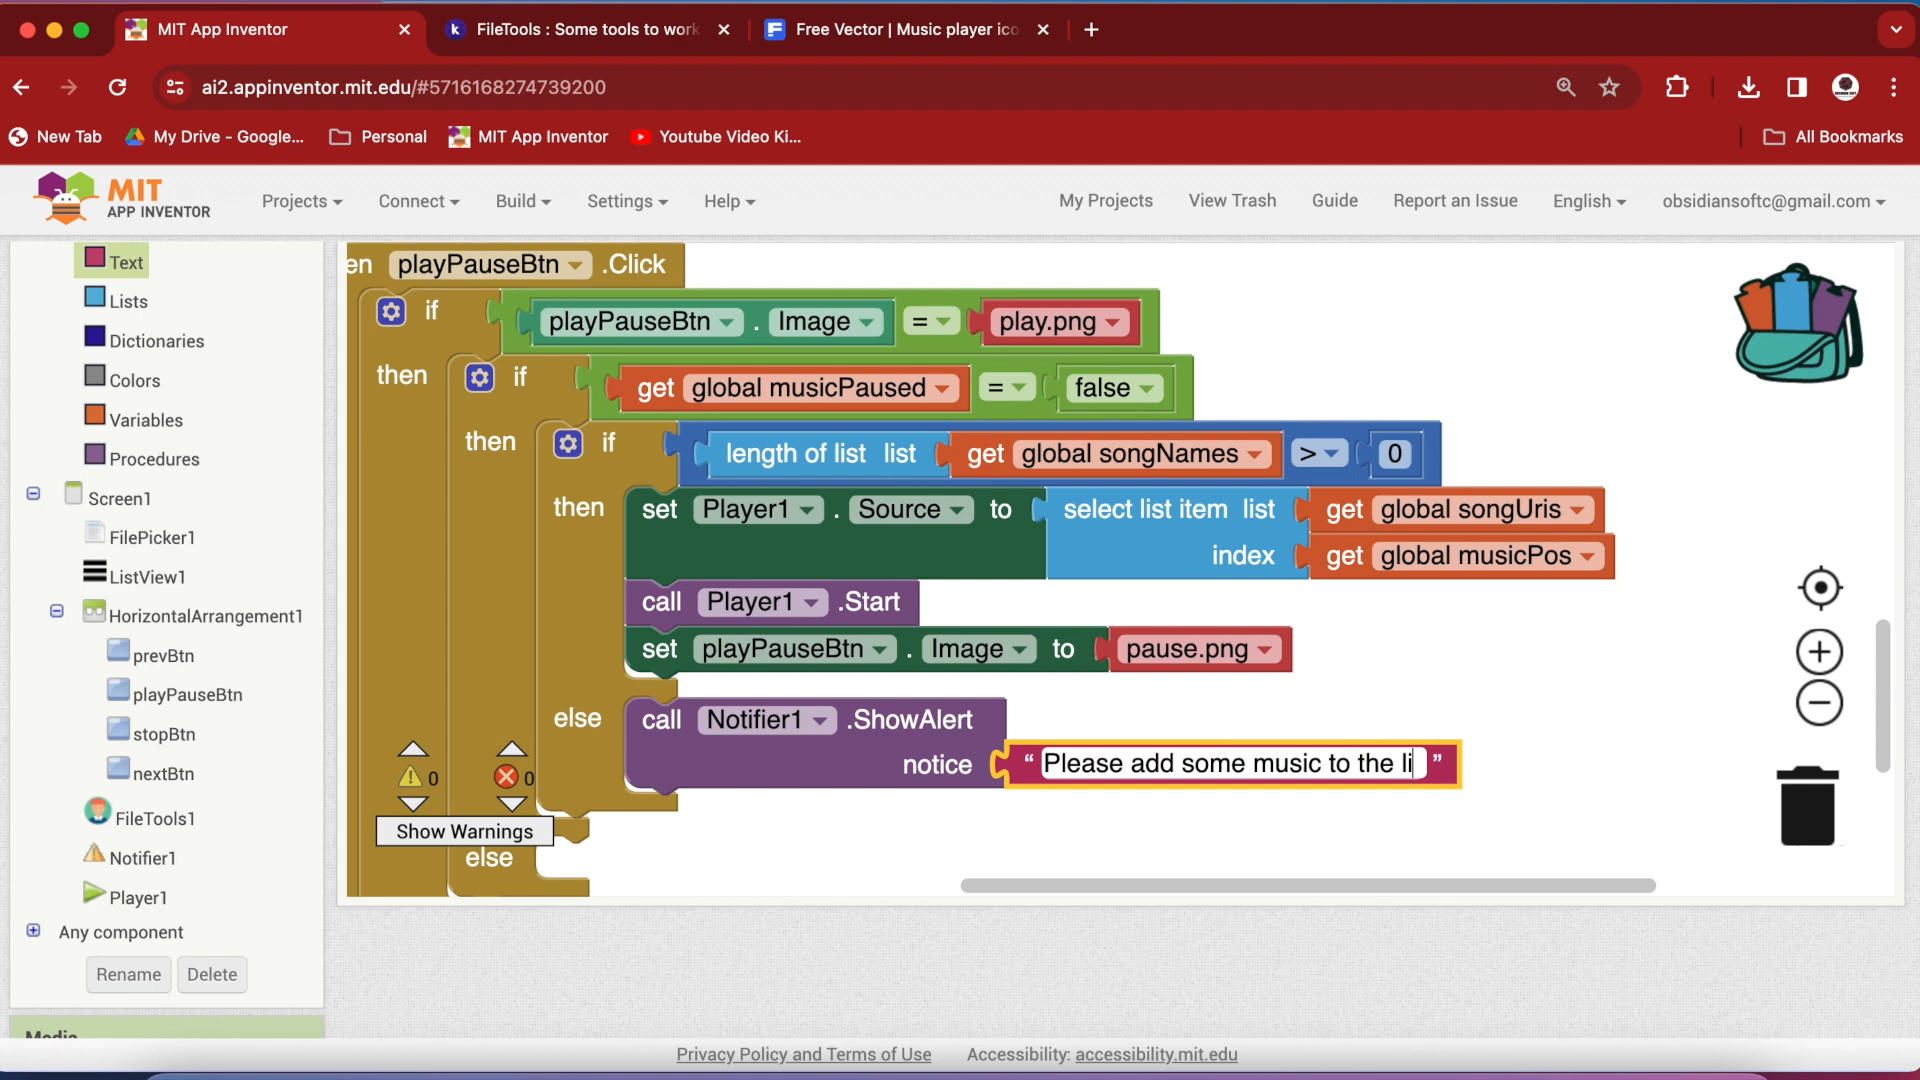 MIT App Inventor
FileTools : Some tools to work
Free Vector | Music player ico
ai2.appinventor.mit.edu/#5716168274739200
New Tab
My Drive - Google...
Personal
MIT App Inventor
Youtube Video Ki...
All Bookmarks
MIT
APP INVENTOR
Projects
Connect
Build
Settings
Help
My Projects
View Trash
Guide
Report an Issue
English
obsidiansoftc@gmail.com
Text
Lists
Dictionaries
Colors
Variables
Procedures
Screen1
FilePicker1
ListView1
HorizontalArrangement1
prevBtn
playPauseBtn
stopBtn
nextBtn
FileTools1
Notifier1
Player1
Any component
Rename Delete
Media
en playPauseBtn .Click
if playPauseBtn . Image = play.png
then if get global musicPaused = false
then if length of list list get global songNames > 0
then set Player1 . Source to select list item list get global songUris
index get global musicPos
call Player1 .Start
set playPauseBtn . Image to pause.png
else call Notifier1 .ShowAlert
notice “ Please add some music to the li ”
0 0
Show Warnings
else
Privacy Policy and Terms of Use Accessibility: accessibility.mit.edu